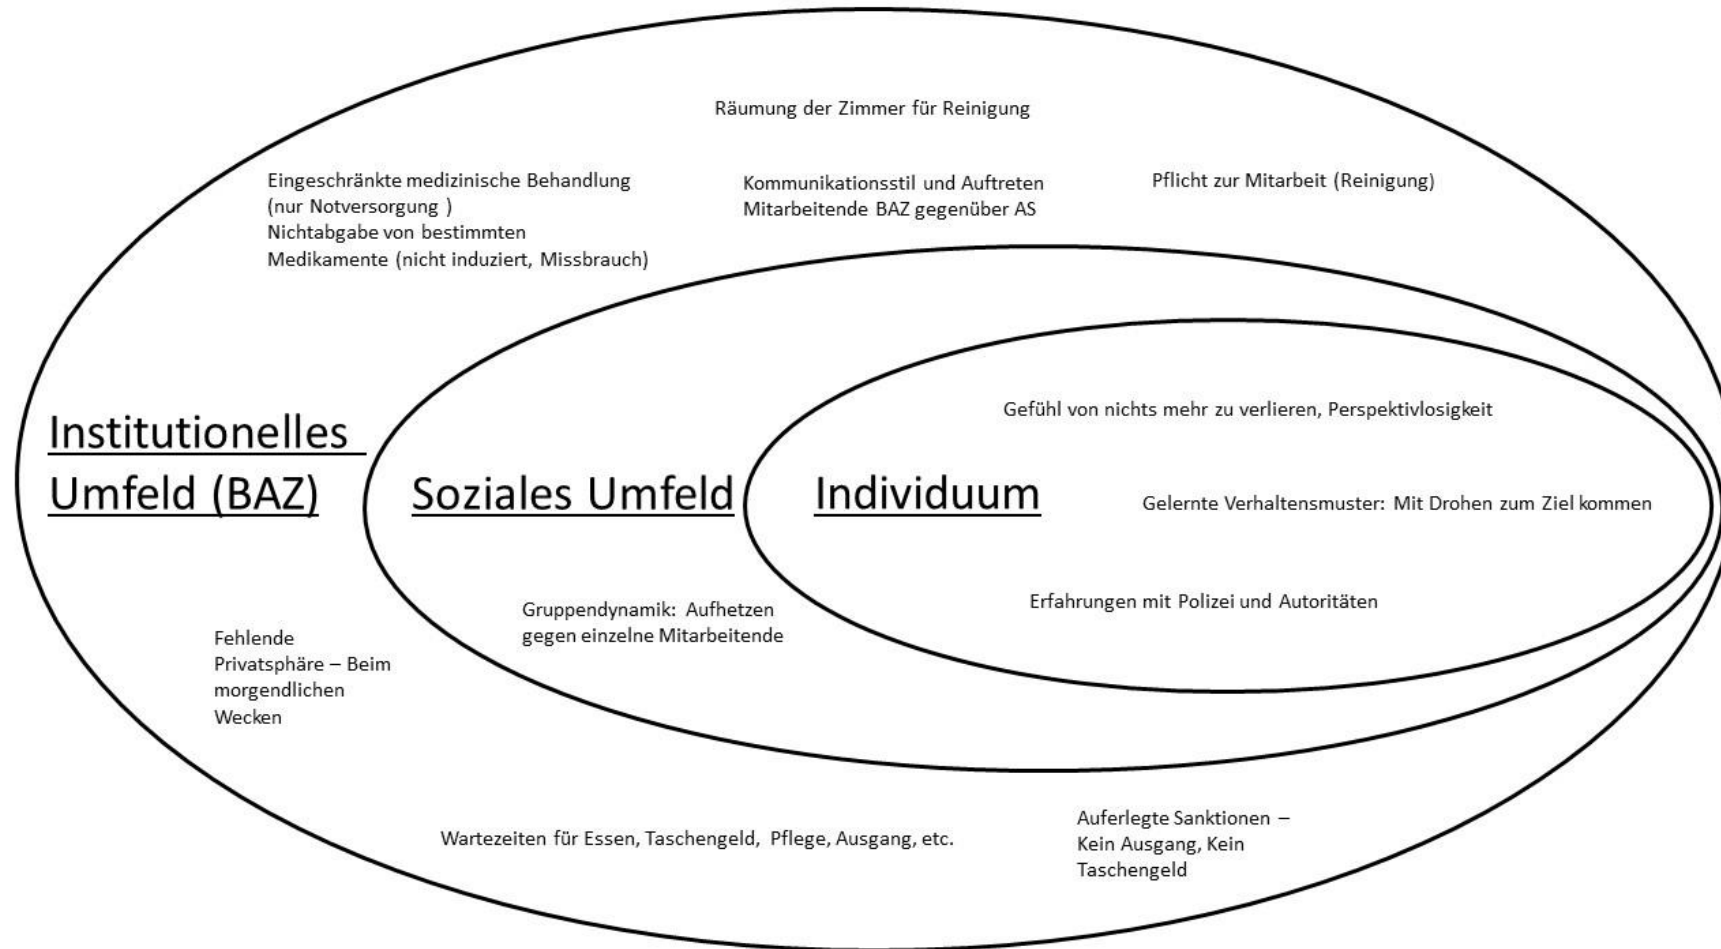 Räumung der Zimmer für Reinigung
Eingeschränkte medizinische Behandlung
(nur Notversorgung )
Nichtabgabe von bestimmten
Medikamente (nicht induziert, Missbrauch)
Kommunikationsstil und Auftreten
Mitarbeitende BAZ gegenüber AS
Pflicht zur Mitarbeit (Reinigung)
Institutionelles
Umfeld (BAZ)
Soziales Umfeld
Individuum
Gefühl von nichts mehr zu verlieren, Perspektivlosigkeit
Gelernte Verhaltensmuster: Mit Drohen zum Ziel kommen
Erfahrungen mit Polizei und Autoritäten
Gruppendynamik: Aufhetzen
gegen einzelne Mitarbeitende
Fehlende
Privatsphäre – Beim
morgendlichen
Wecken
Wartezeiten für Essen, Taschengeld, Pflege, Ausgang, etc.
Auferlegte Sanktionen –
Kein Ausgang, Kein
Taschengeld